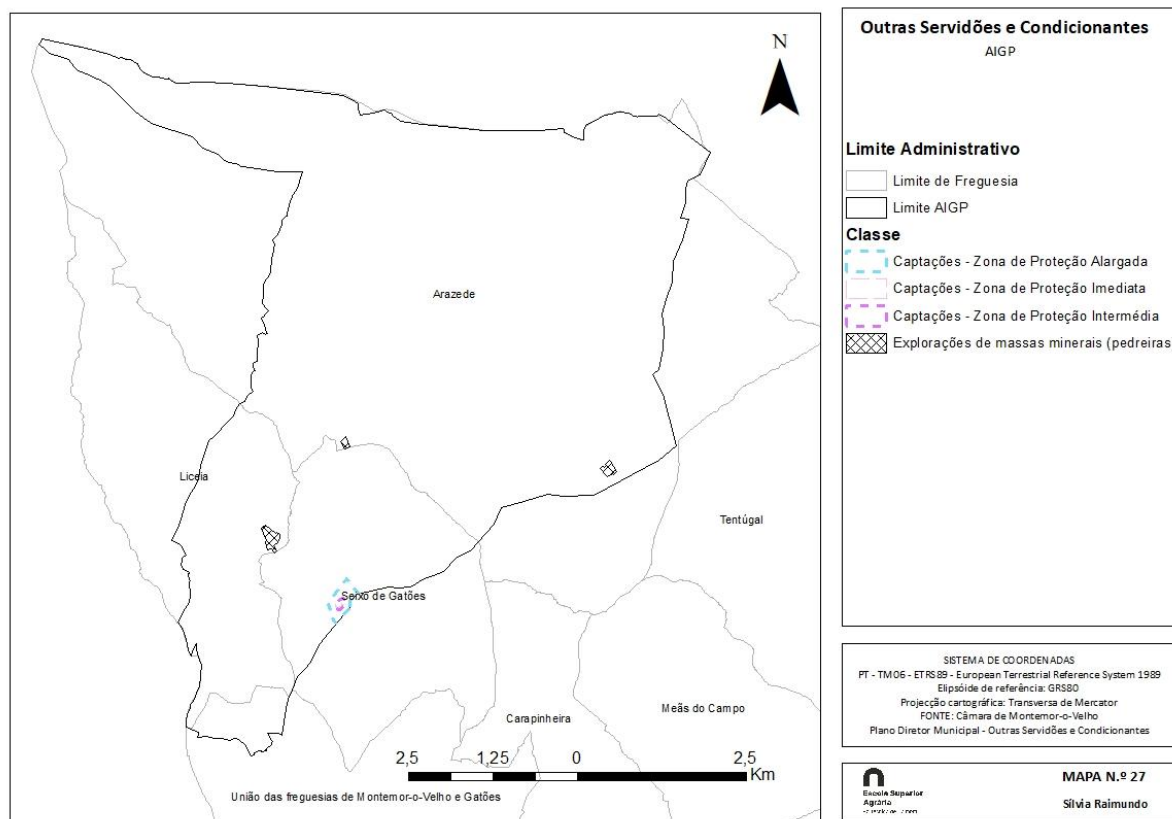 N
Arazede
Liceia
Tentúgal
Seixo de Gatões
Carapinheira
Meãs do Campo
União das freguesias de Montemor-o-Velho e Gatões
2,5 1,25 0 2,5
Km
Outras Servidões e Condicionantes
AIGP
Limite Administrativo
Limite de Freguesia
Limite AIGP
Classe
Captações - Zona de Proteção Alargada
Captações - Zona de Proteção Imediata
Captações - Zona de Proteção Intermédia
Explorações de massas minerais (pedreiras
SISTEMA DE COORDENADAS
PT - TM06 - ETRS89 - European Terrestrial Reference System 1989
Elipsóide de referência: GRS80
Projecção cartográfica: Transversa de Mercator
FONTE: Câmara de Montemor-o-Velho
Plano Diretor Municipal - Outras Servidões e Condicionantes
Escola Superior
Agrária
MAPA N.º 27
Sílvia Raimundo